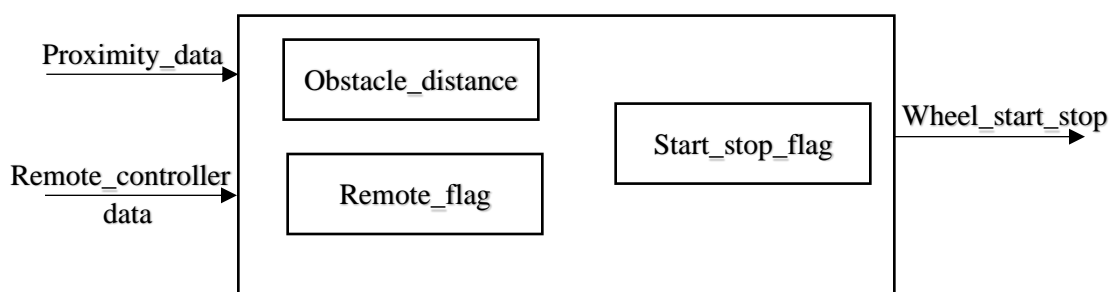 Proximity_data
Obstacle_distance
Start_stop_flag
Wheel_start_stop
Remote_controller
data
Remote_flag